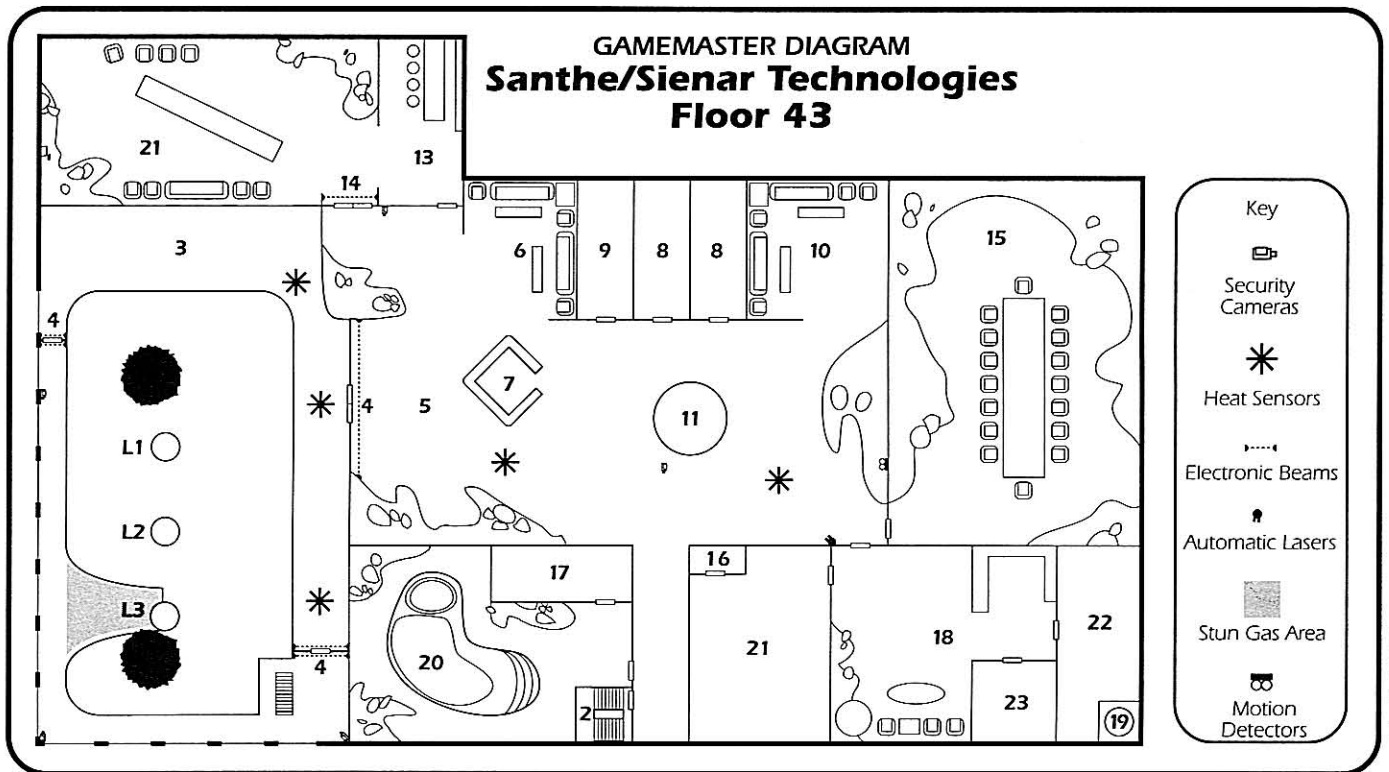 GAMEMASTER DIAGRAM
Santhe/Sienar Technologies
Floor 43
21
13
14
3
6
9
8
8
10
15
4
7
4
5
11
L1
L2
L3
4
16
17
20
2
21
18
22
23
19
Key
Security
Cameras
Heat Sensors
Electronic Beams
Automatic Lasers
Stun Gas Area
Motion
Detectors